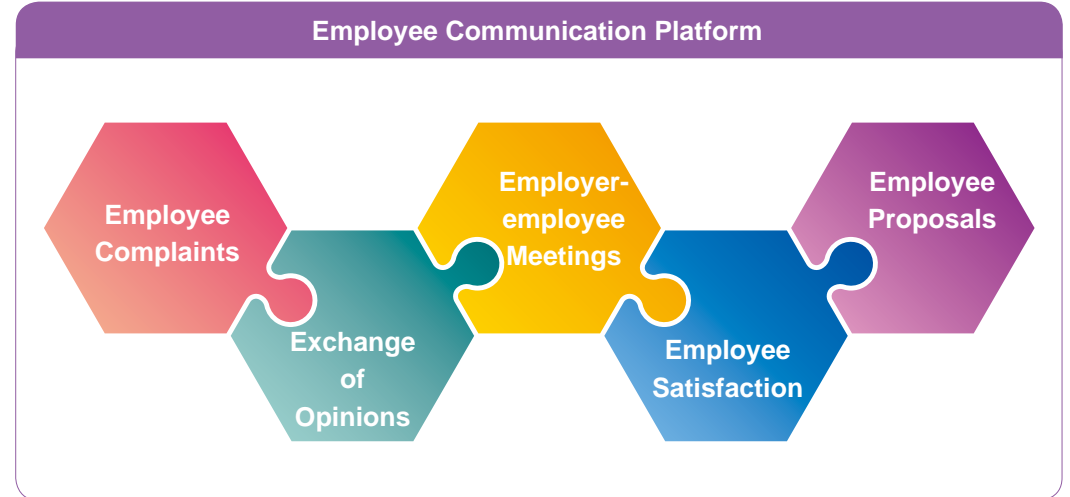 Employee Communication Platform
Employee
Complaints
Exchange
of
Opinions
Employer-
employee
Meetings
Employee
Satisfaction
Employee
Proposals